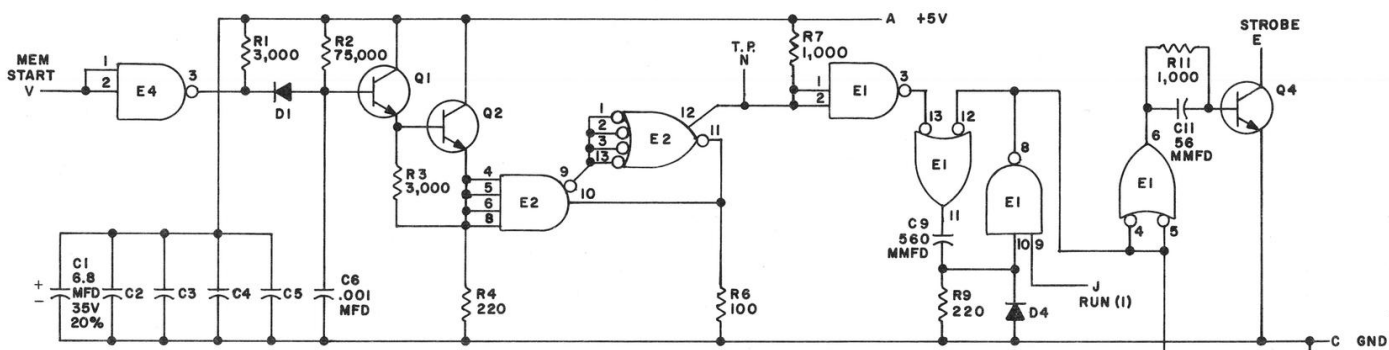 MEM
START
V
1
2
E4
3
R1
3,000
D1
R2
75,000
Q1
Q2
R3
3,000
4
5
6
8
E2
9
10
1
2
3
13
E2
12
11
T.P.
N
R7
1,000
A +5V
1
2
E1
3
13
12
E1
11
C9
560
MMFD
8
E1
10
9
J
RUN (1)
R9
220
D4
STROBE
E
R11
1,000
C11
56
MMFD
Q4
6
E1
4
5
+
–
C1
6.8
MFD
35V
20%
C2
C3
C4
C5
C6
.001
MFD
R4
220
R6
100
C GND